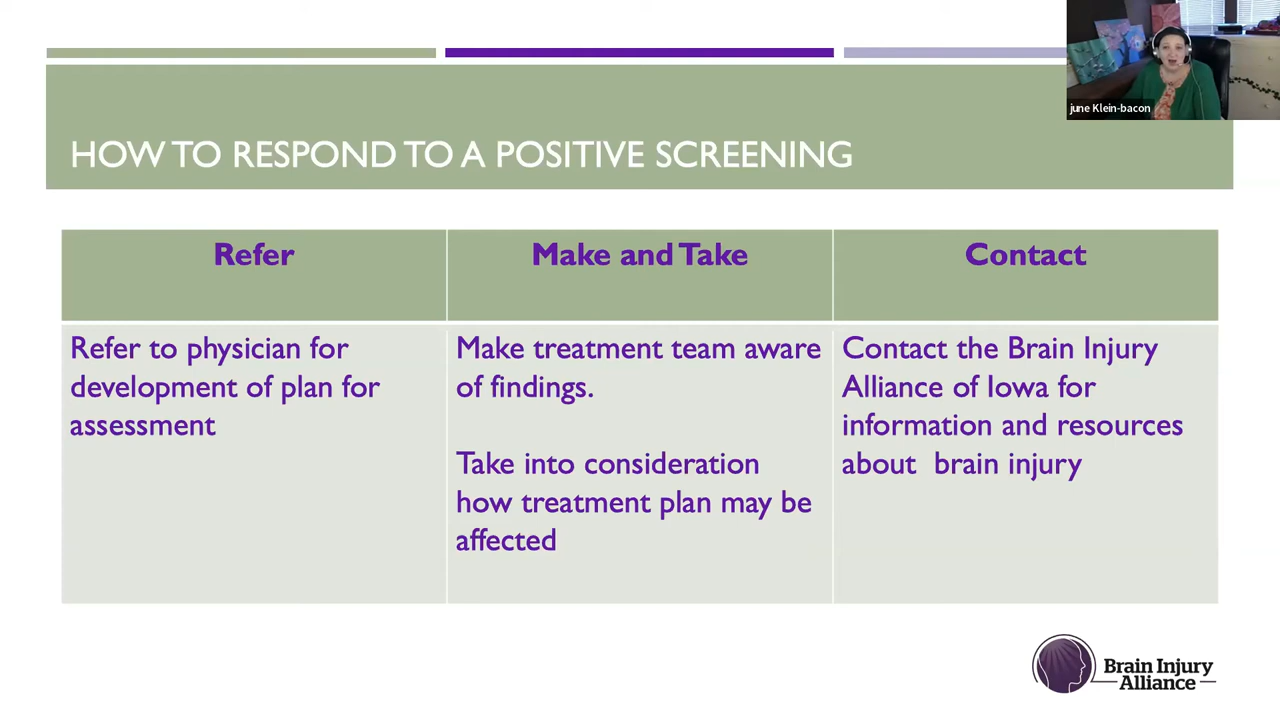 june Klein-bacon
HOW TO RESPOND TO A POSITIVE SCREENING
Refer
Make and Take
Contact
Refer to physician for
development of plan for
assessment
Make treatment team aware
of findings.
Take into consideration
how treatment plan may be
affected
Contact the Brain Injury
Alliance of Iowa for
information and resources
about  brain injury
Brain Injury
Alliance